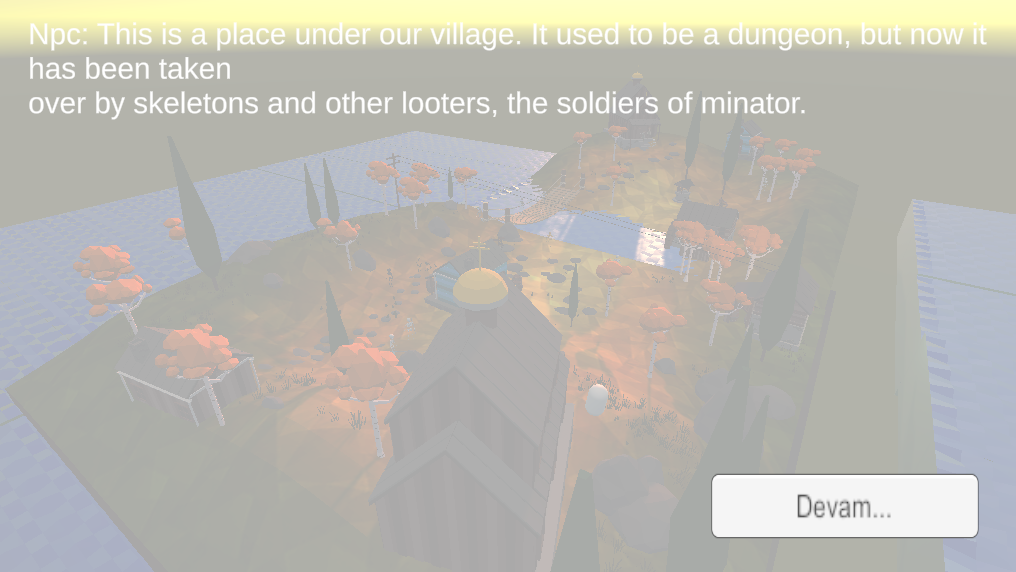 Npc: This is a place under our village. It used to be a dungeon, but now it
has been taken
over by skeletons and other looters, the soldiers of minator.
Devam...